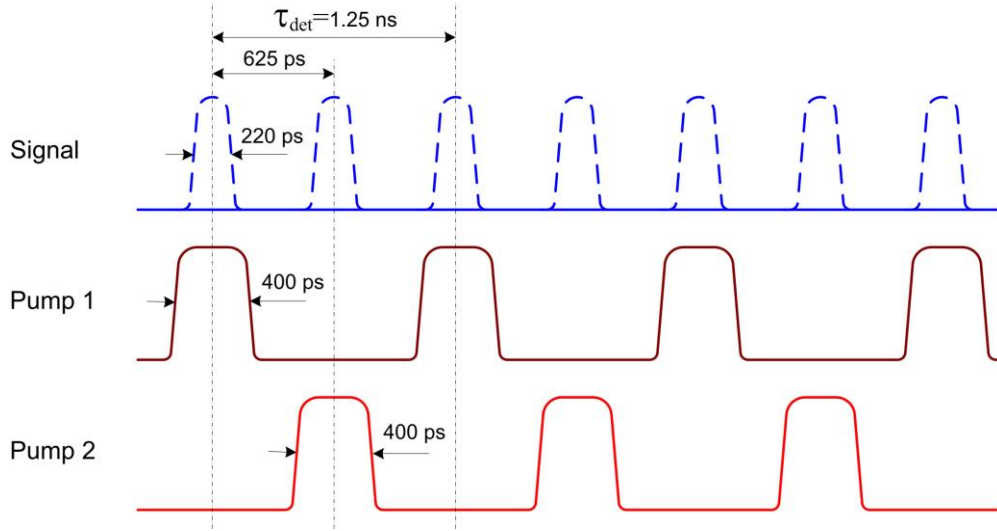 τdet=1.25 ns
625 ps
Signal
220 ps
Pump 1
400 ps
Pump 2
400 ps